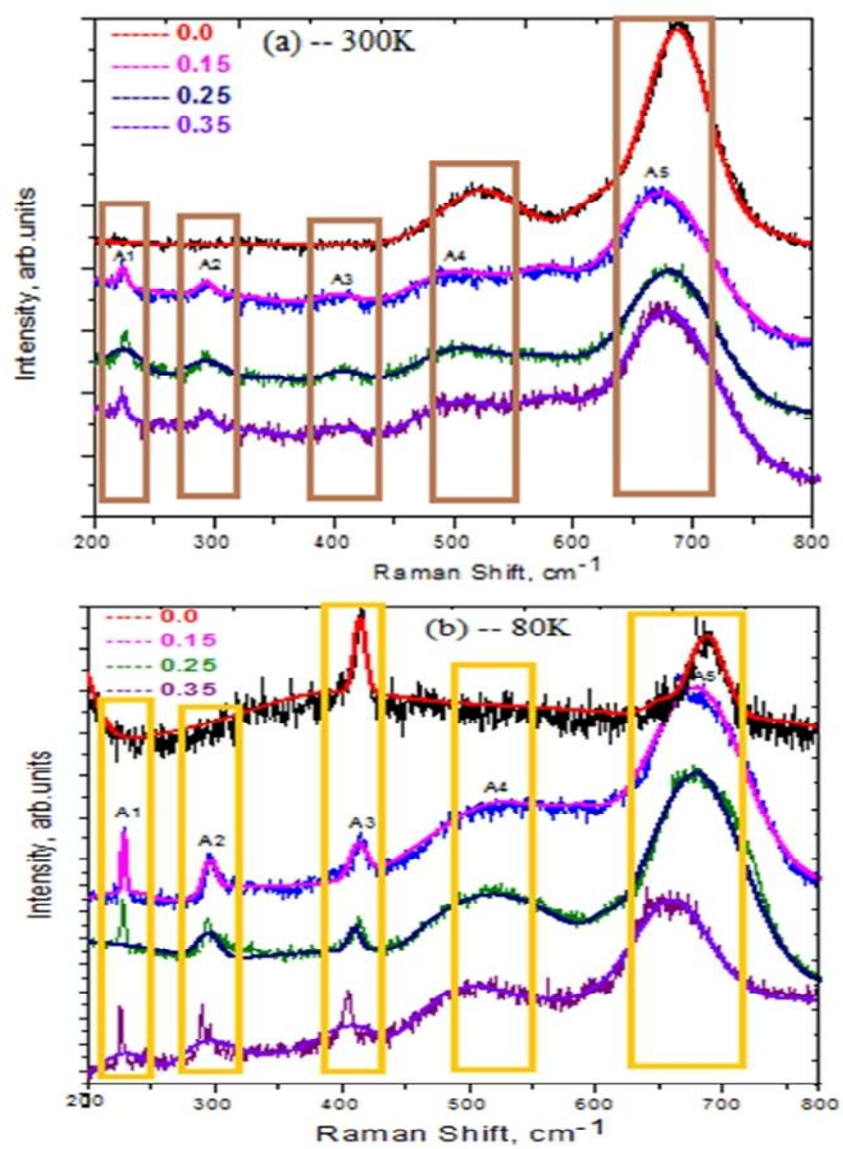 (a) -- 300K
------ 0.0
------ 0.15
------ 0.25
------ 0.35
A1
A2
A3
A4
A5
Intensity, arb.units
200 300 400 500 600 700 800
Raman Shift, cm-1
(b) -- 80K
----- 0.0
----- 0.15
----- 0.25
----- 0.35
A1
A2
A3
A4
A5
Intensity, arb.units
300 400 500 600 700 800
Raman Shift, cm-1